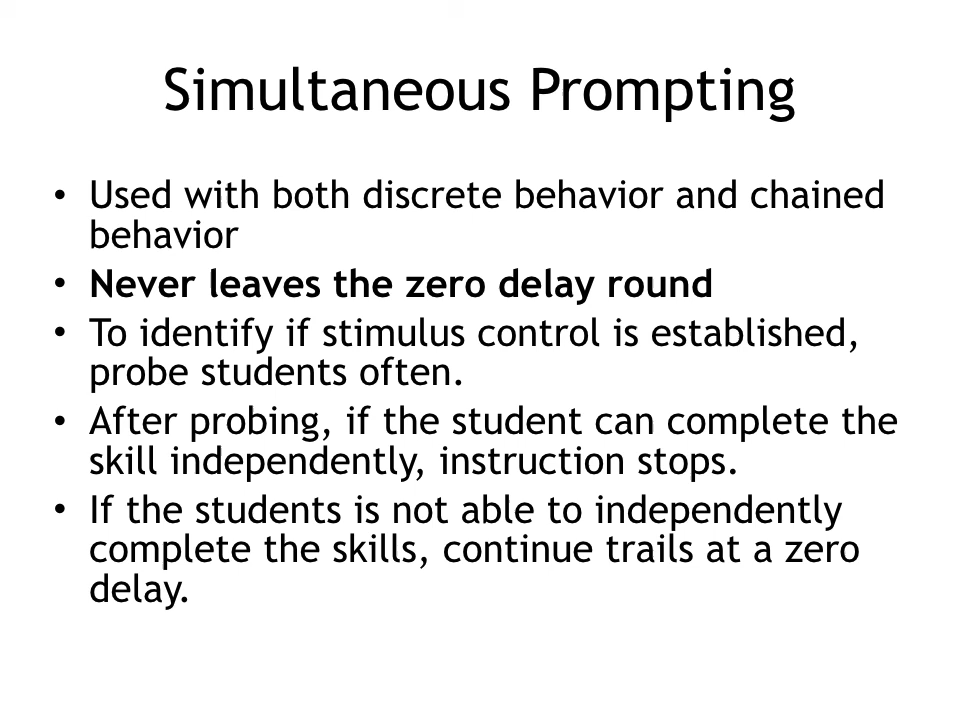 Simultaneous Prompting
• Used with both discrete behavior and chained
behavior
• Never leaves the zero delay round
• To identify if stimulus control is established,
probe students often.
• After probing, if the student can complete the
skill independently, instruction stops.
• If the students is not able to independently
complete the skills, continue trails at a zero
delay.